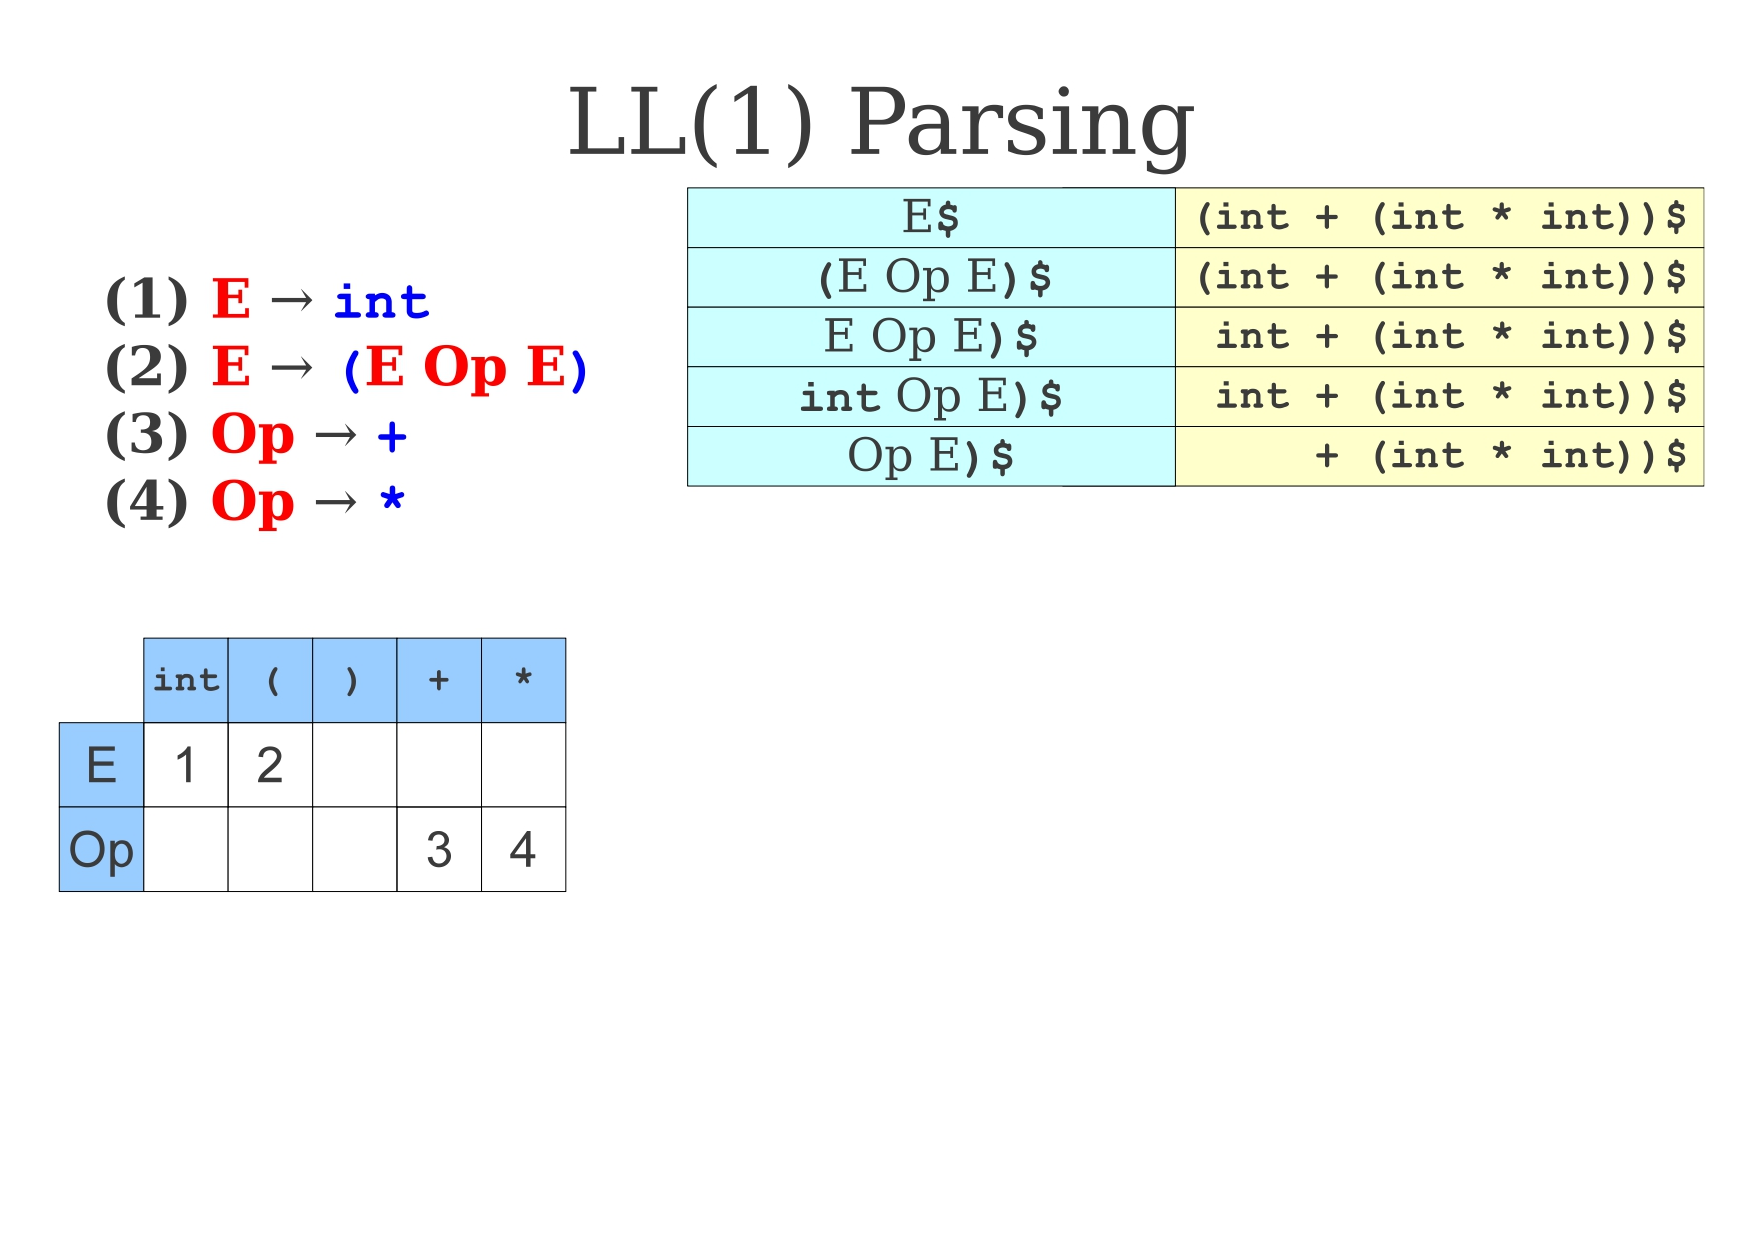 LL(1) Parsing
(1) E → int
(2) E → (E Op E)
(3) Op → +
(4) Op → *
E$ (int + (int * int))$
(E Op E)$ (int + (int * int))$
E Op E)$ int + (int * int))$
int Op E)$ int + (int * int))$
Op E)$ + (int * int))$
int ( ) + *
E 1 2
Op 3 4